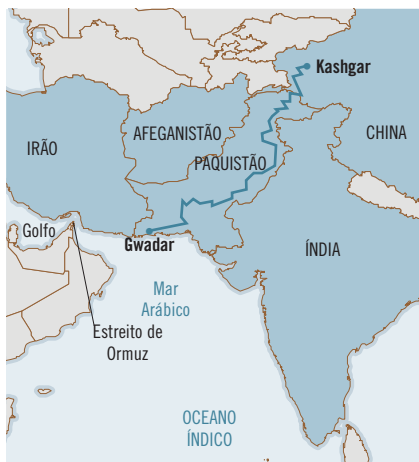 Kashgar
AFEGANISTÃO
CHINA
IRÃO
PAQUISTÃO
Golfo
Gwadar
ÍNDIA
Mar
Arábico
Estreito de
Ormuz
OCEANO
ÍNDICO